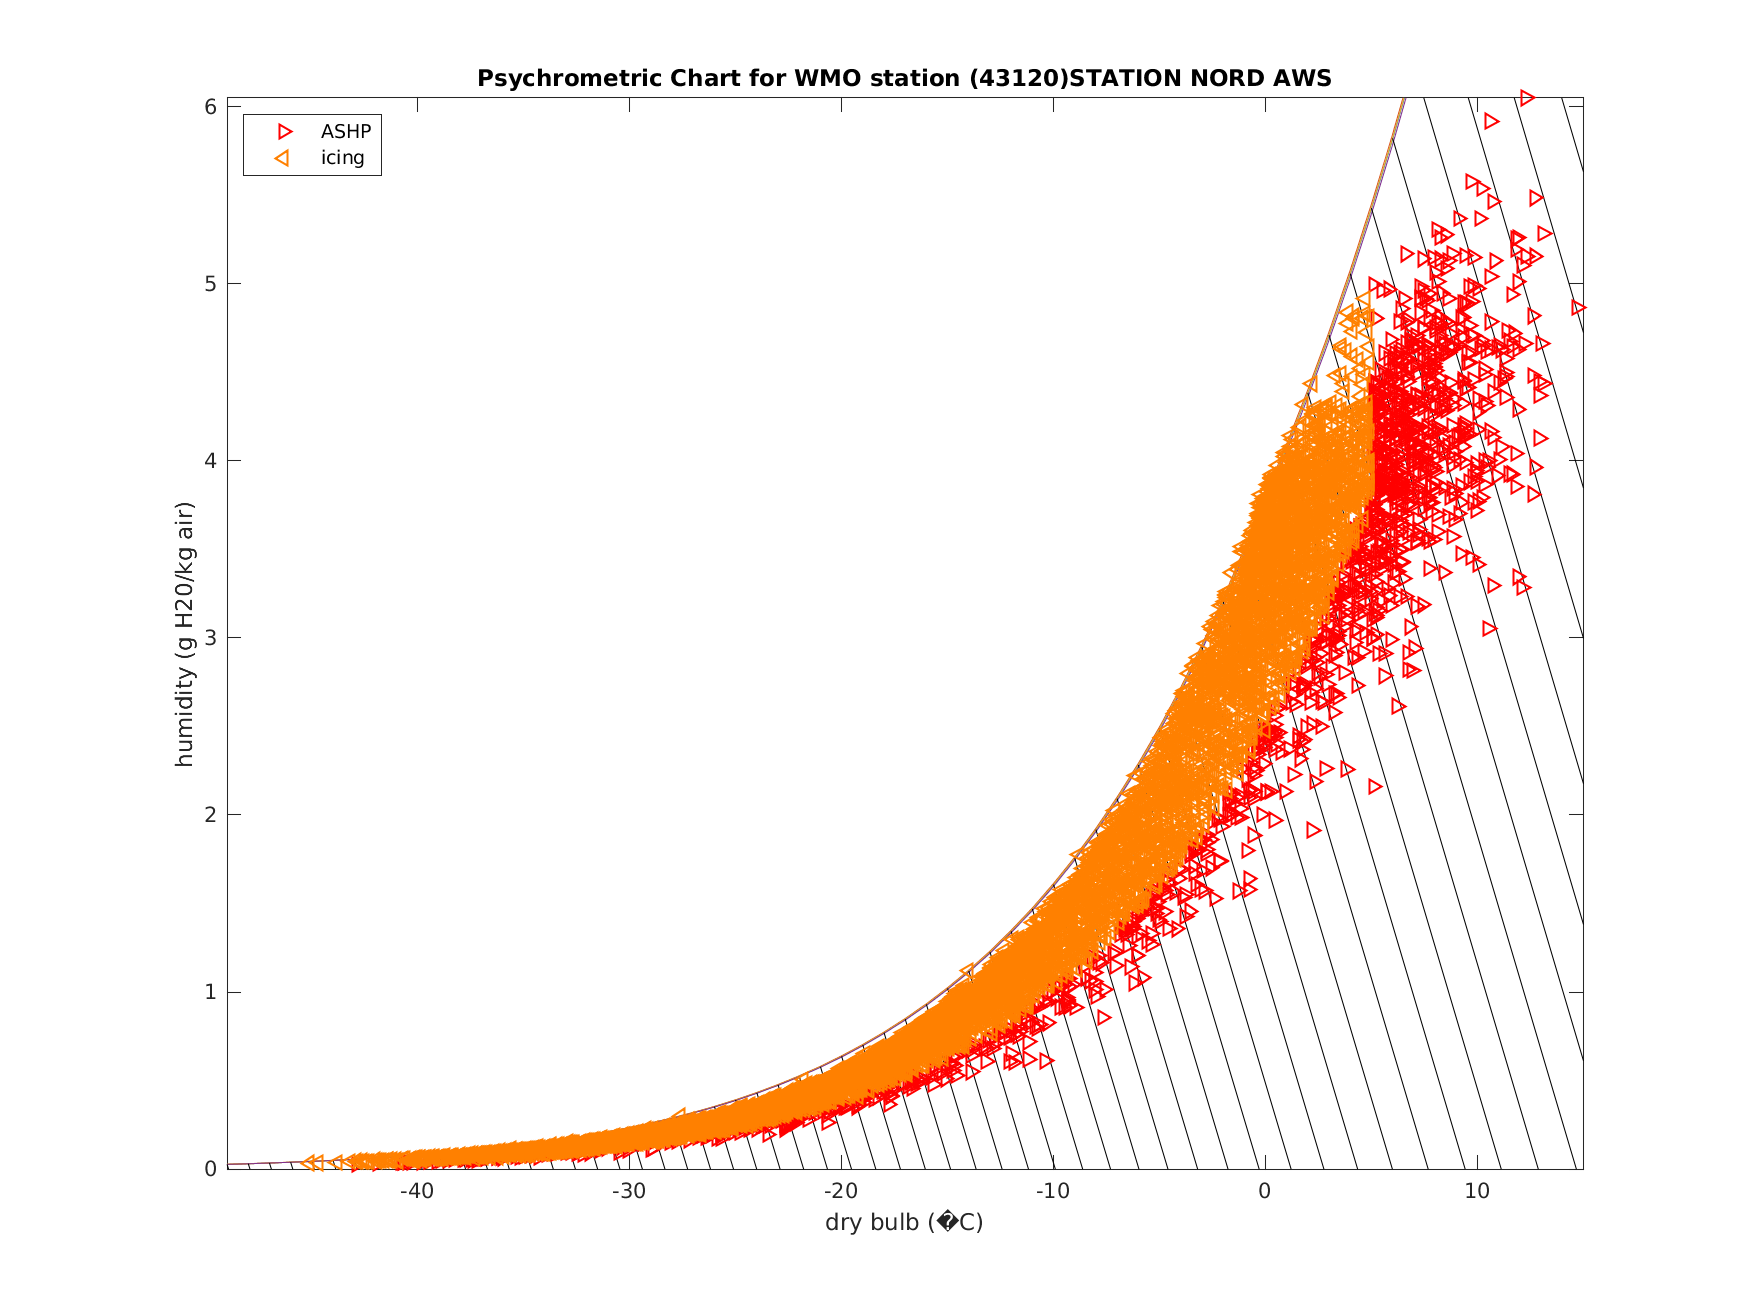 Psychrometric Chart for WMO station (43120)STATION NORD AWS
ASHP
icing
6
5
4
3
2
1
0
humidity (g H20/kg air)
-40 -30 -20 -10 0 10
dry bulb (�C)